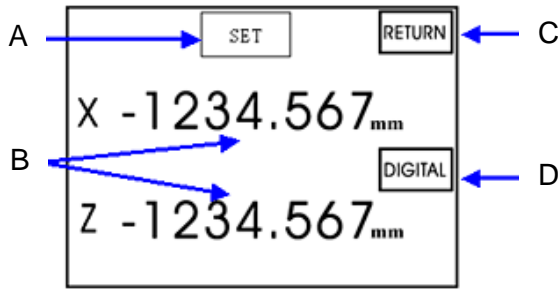 A
SET
RETURN
C
X -1234.567mm
B
DIGITAL
D
Z -1234.567mm